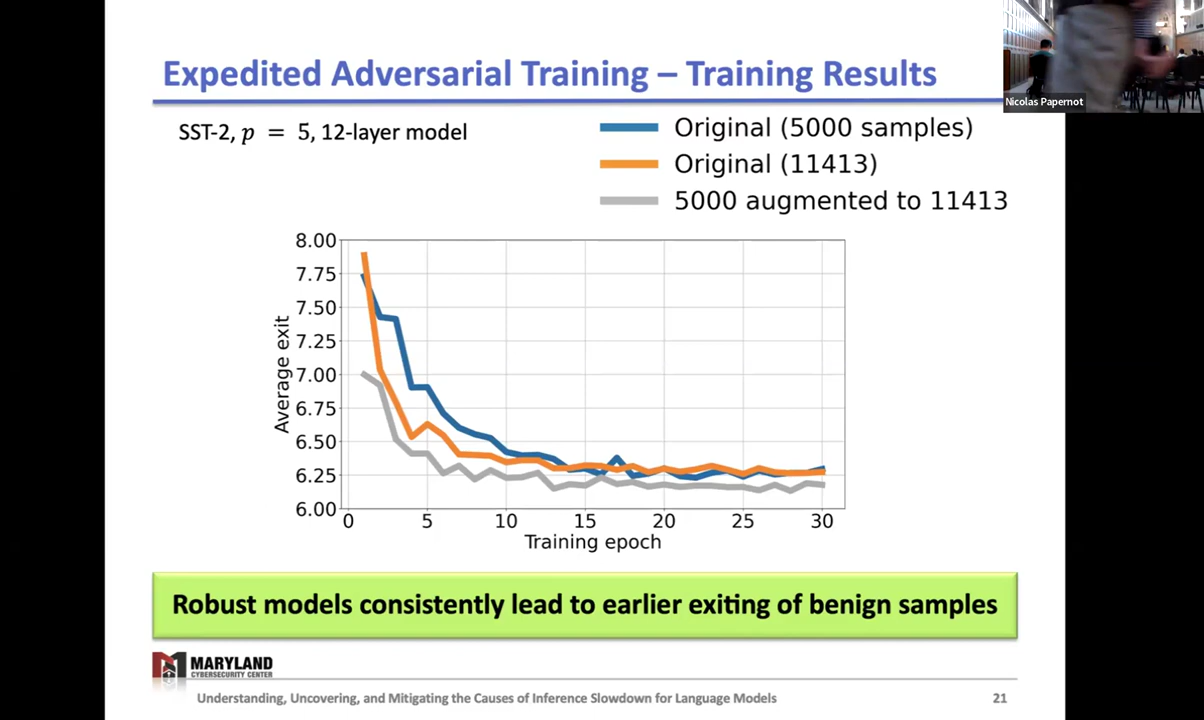 Expedited Adversarial Training – Training Results
Nicolas Papernot
SST-2, p = 5, 12-layer model
Original (5000 samples)
Original (11413)
5000 augmented to 11413
8.00
7.75
7.50
7.25
7.00
6.75
6.50
6.25
6.00
Average exit
0 5 10 15 20 25 30
Training epoch
Robust models consistently lead to earlier exiting of benign samples
MARYLAND
CYBERSECURITY CENTER
Understanding, Uncovering, and Mitigating the Causes of Inference Slowdown for Language Models
21